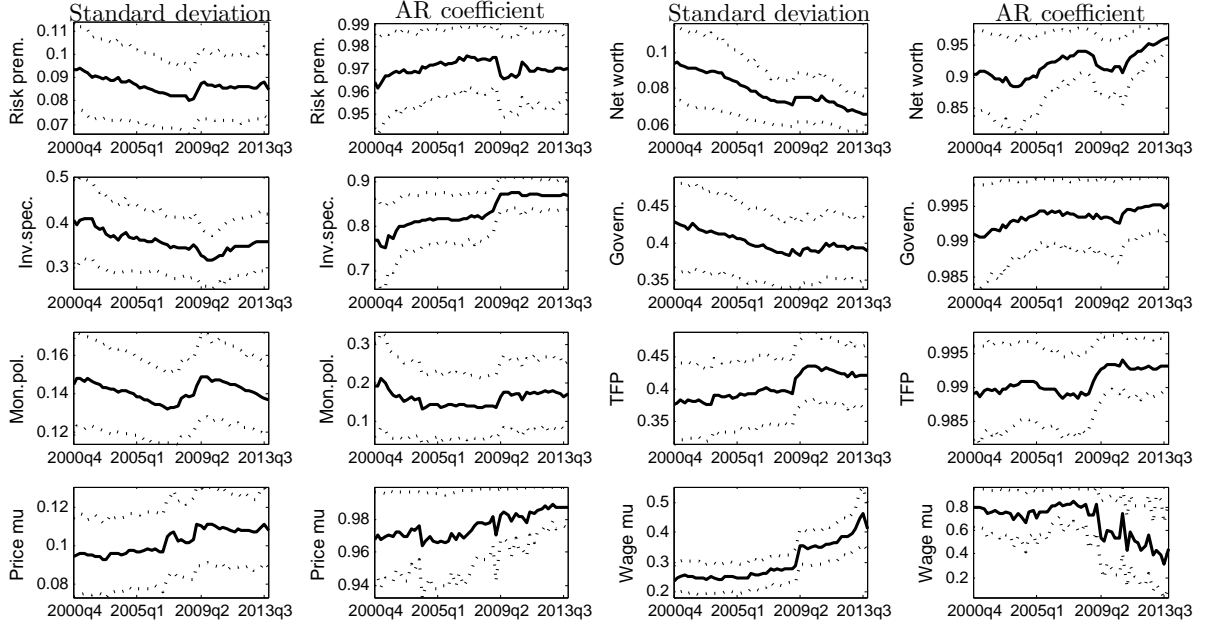 Standard deviation AR coefficient Standard deviation AR coefficient
Risk prem. 0.11 0.1 0.09 0.08 0.07
Risk prem. 0.99 0.98 0.97 0.96 0.95
Net worth 0.1 0.08 0.06
Net worth 0.95 0.9 0.85
2000q4 2005q1 2009q2 2013q3 2000q4 2005q1 2009q2 2013q3 2000q4 2005q1 2009q2 2013q3 2000q4 2005q1 2009q2 2013q3
Inv.spec. 0.5 0.4 0.3
Inv.spec. 0.9 0.8 0.7
Govern. 0.45 0.4 0.35
Govern. 0.995 0.99 0.985
2000q4 2005q1 2009q2 2013q3 2000q4 2005q1 2009q2 2013q3 2000q4 2005q1 2009q2 2013q3 2000q4 2005q1 2009q2 2013q3
Mon.pol. 0.16 0.14 0.12
Mon.pol. 0.3 0.2 0.1
TFP 0.45 0.4 0.35
TFP 0.995 0.99 0.985
2000q4 2005q1 2009q2 2013q3 2000q4 2005q1 2009q2 2013q3 2000q4 2005q1 2009q2 2013q3 2000q4 2005q1 2009q2 2013q3
Price mu 0.12 0.1 0.08
Price mu 0.98 0.96 0.94
Wage mu 0.5 0.4 0.3 0.2
Wage mu 0.8 0.6 0.4 0.2
2000q4 2005q1 2009q2 2013q3 2000q4 2005q1 2009q2 2013q3 2000q4 2005q1 2009q2 2013q3 2000q4 2005q1 2009q2 2013q3